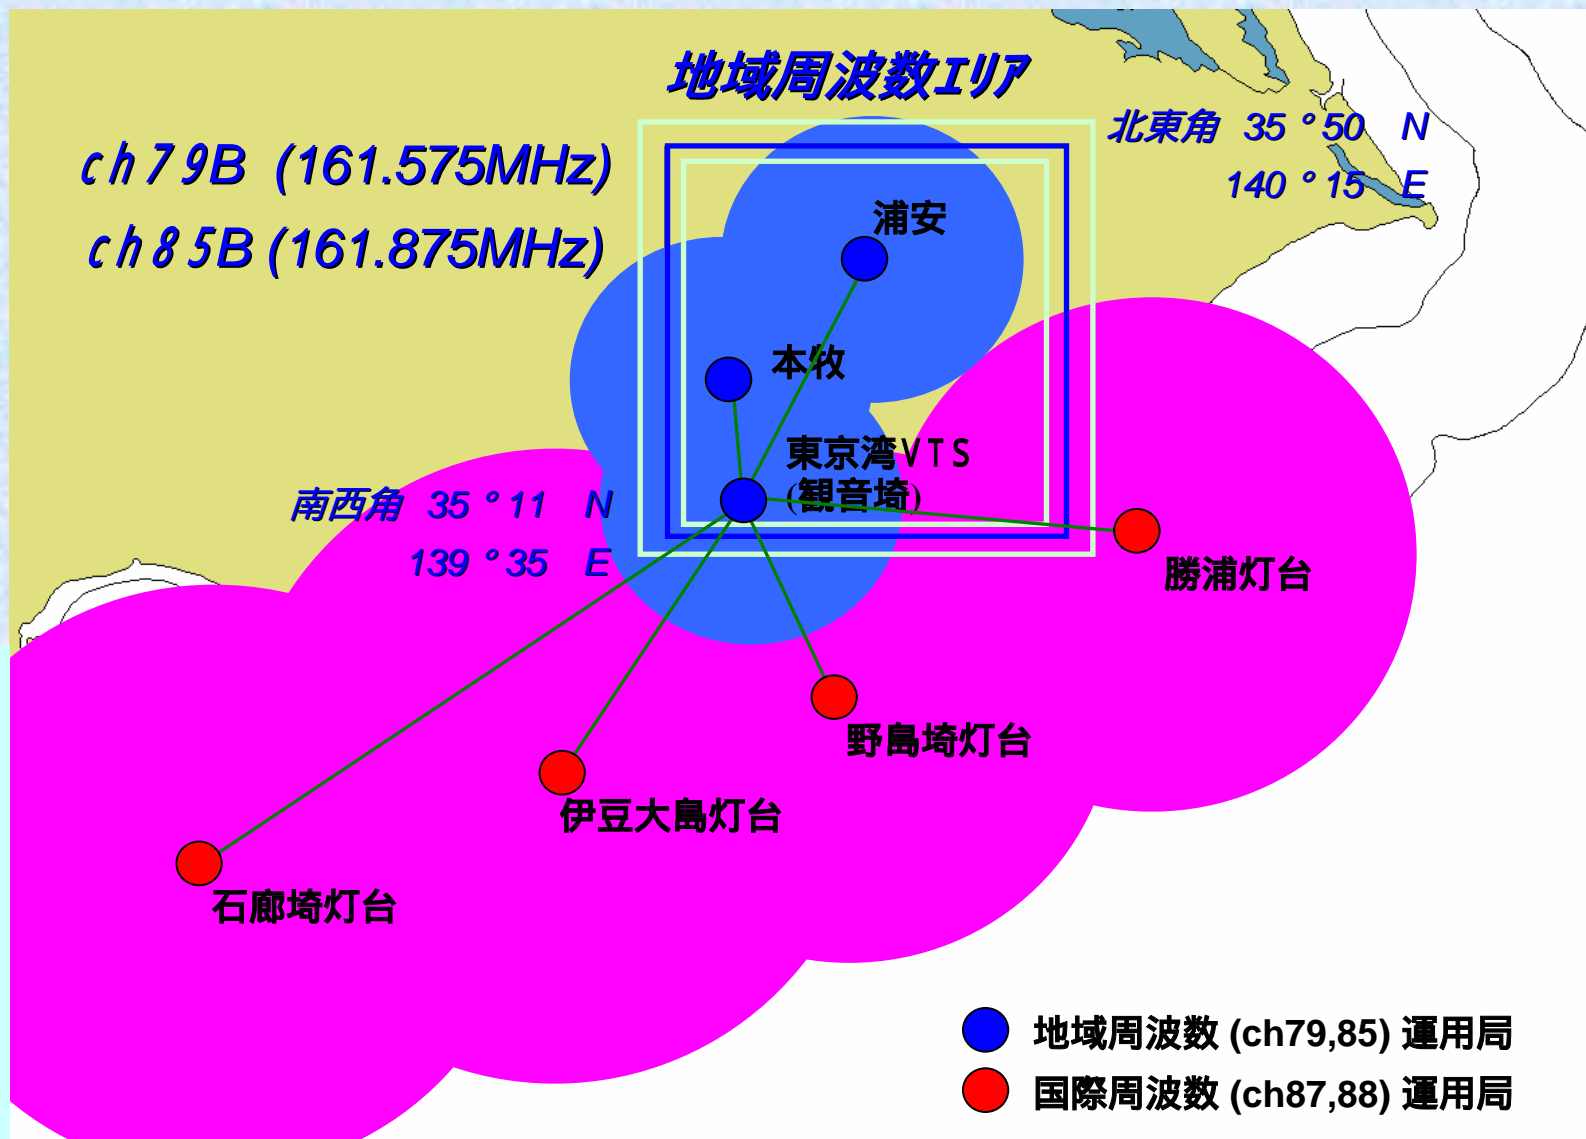 地域周波数ｴﾘｱ
ch79B (161.575MHz)
ch85B (161.875MHz)
北東角 35°50 N
140°15 E
浦安
本牧
東京湾VTS
(観音埼)
南西角 35°11 N
139°35 E
勝浦灯台
野島埼灯台
伊豆大島灯台
石廊埼灯台
地域周波数 (ch79,85) 運用局
国際周波数 (ch87,88) 運用局